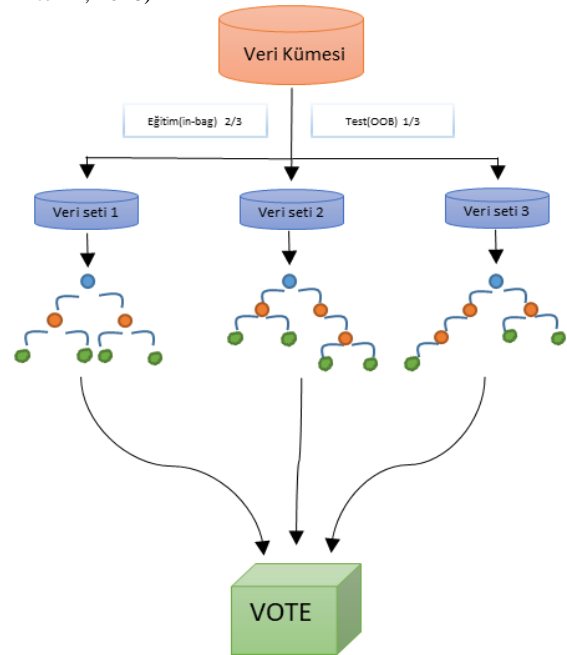 Veri Kümesi
Eğitim(in-bag) 2/3
Test(OOB) 1/3
Veri seti 1
Veri seti 2
Veri seti 3
VOTE